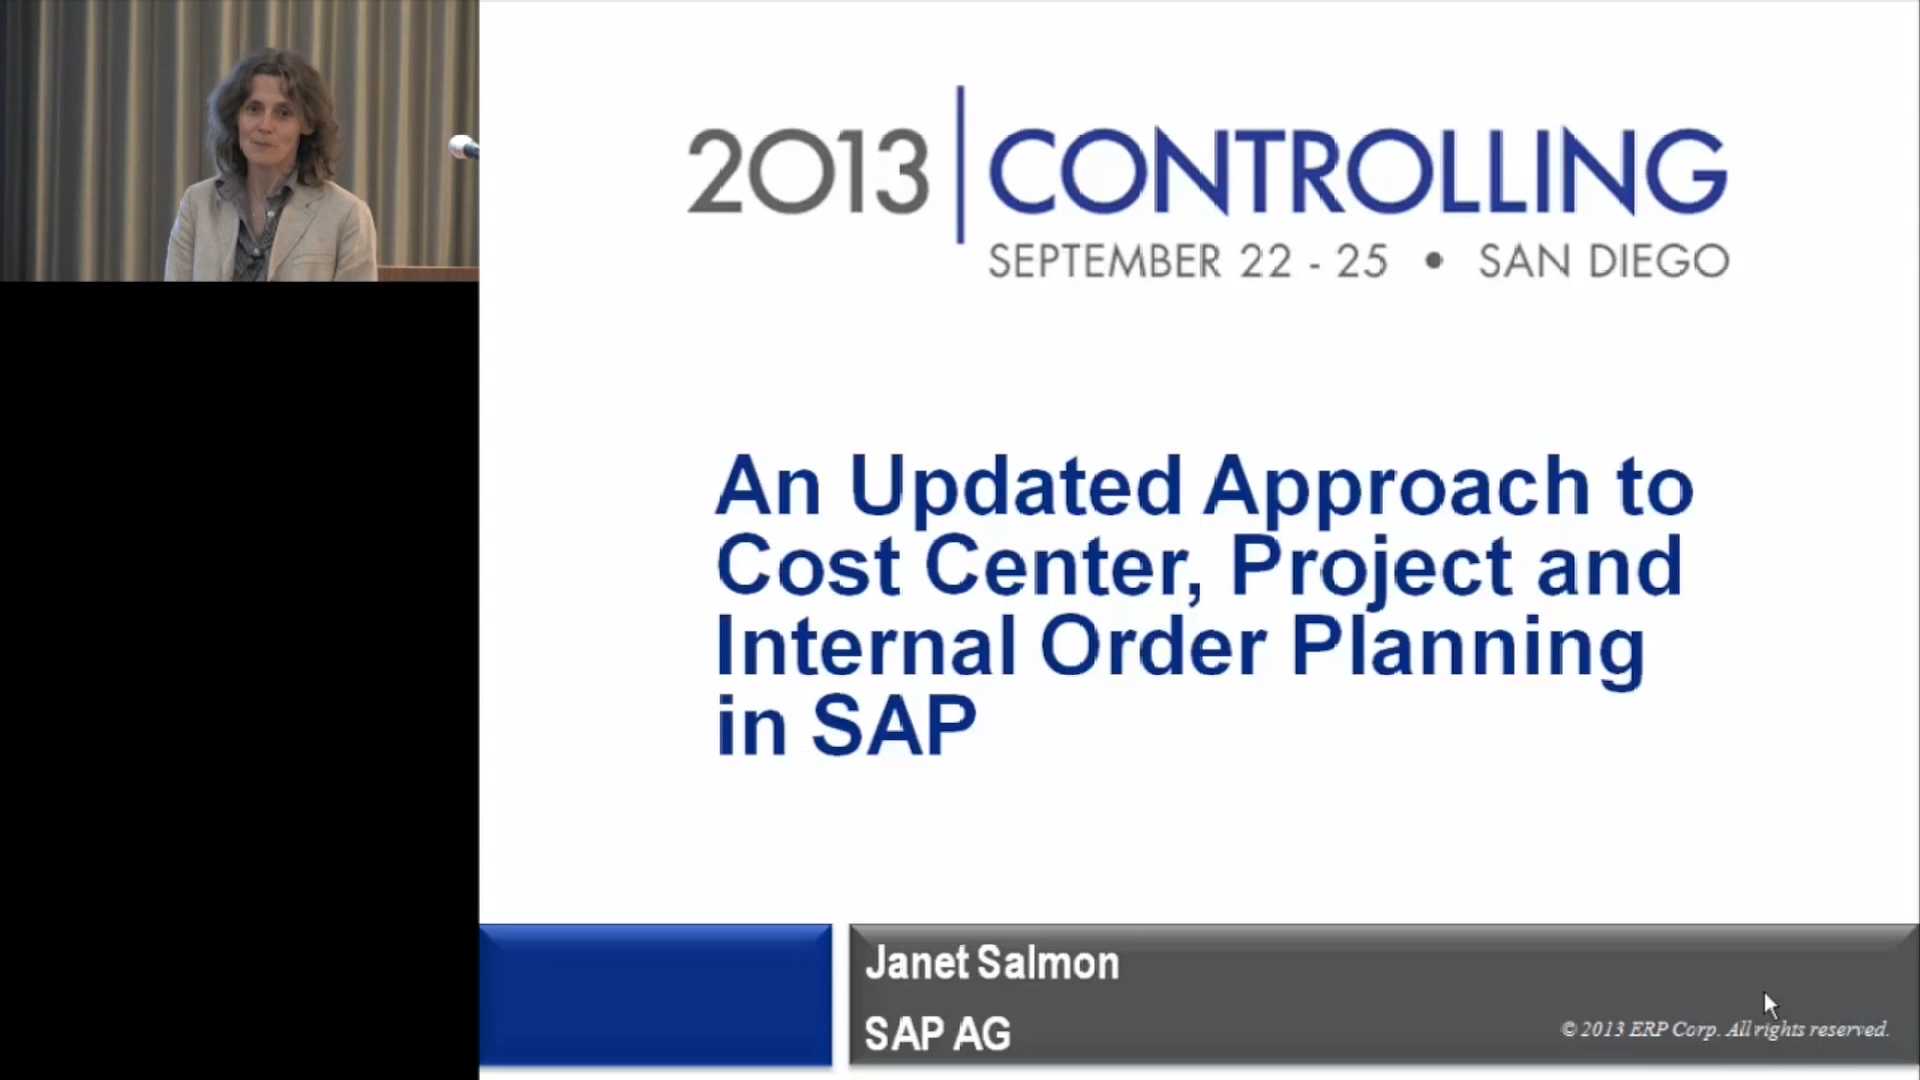 2013 CONTROLLING
SEPTEMBER 22 - 25 • SAN DIEGO
An Updated Approach to
Cost Center, Project and
Internal Order Planning
in SAP
Janet Salmon
SAP AG
© 2013 ERP Corp. All rights reserved.